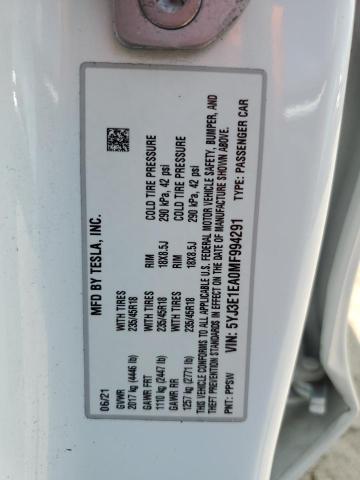 MFD BY TESLA, INC.
06/21
GVWR
2017 kg (4446 lb)
GAWR FRT WITH TIRES RIM COLD TIRE PRESSURE
1110 kg (2447 lb) 235/45R18 18X8.5J 290 kPa, 42 psi
GAWR RR WITH TIRES RIM COLD TIRE PRESSURE
1257 kg (2771 lb) 235/45R18 18X8.5J 290 kPa, 42 psi
THIS VEHICLE CONFORMS TO ALL APPLICABLE U.S. FEDERAL MOTOR VEHICLE SAFETY, BUMPER, AND
THEFT PREVENTION STANDARDS IN EFFECT ON THE DATE OF MANUFACTURE SHOWN ABOVE.
VIN: 5YJ3E1EA0MF994291 TYPE: PASSENGER CAR
PNT: PPSW